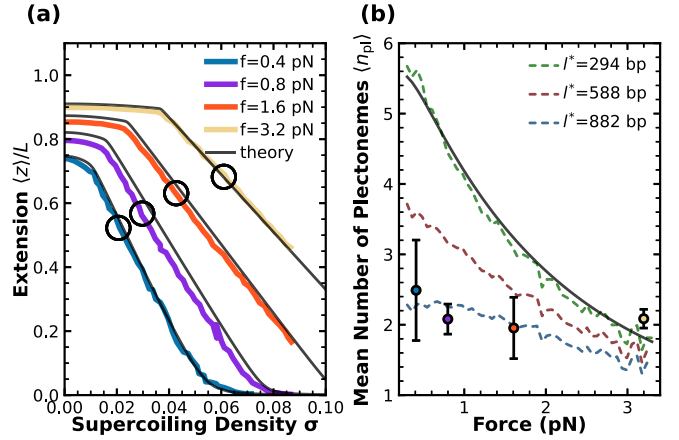 (a)
Extension ⟨z⟩/L
1.0
0.8
0.6
0.4
0.2
0.0
0.00
0.02
0.04
0.06
0.08
0.10
Supercoiling Density σ
f=0.4 pN
f=0.8 pN
f=1.6 pN
f=3.2 pN
theory
(b)
Mean Number of Plectonemes ⟨n_pl⟩
6
5
4
3
2
1
1
2
3
Force (pN)
l*=294 bp
l*=588 bp
l*=882 bp